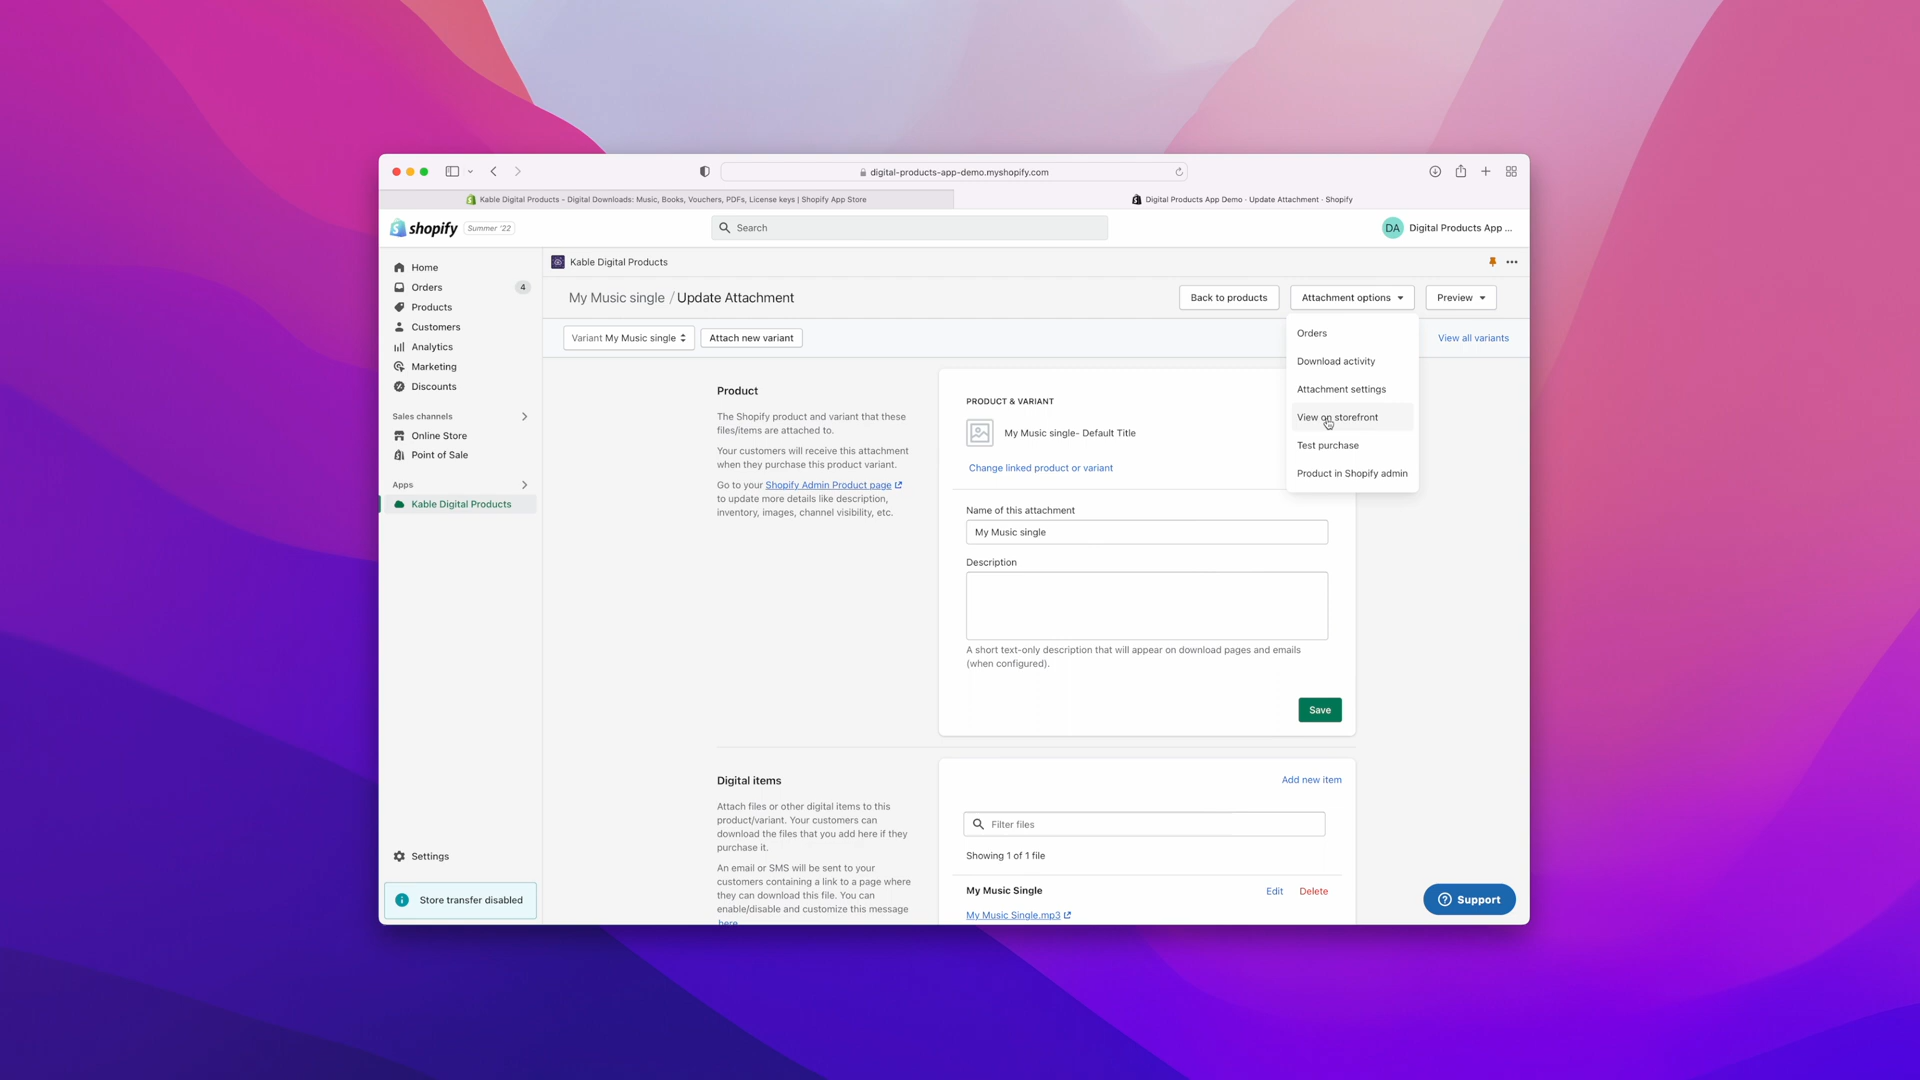 digital-products-app-demo.myshopify.com
Kable Digital Products - Digital Downloads: Music, Books, Vouchers, PDFs, License keys | Shopify App Store
Digital Products App Demo · Update Attachment · Shopify
shopify
Summer '22
Search
DA
Digital Products App ...
Home
Orders
4
Products
Customers
Analytics
Marketing
Discounts
Sales channels
Online Store
Point of Sale
Apps
Kable Digital Products
Settings
Store transfer disabled
Kable Digital Products
My Music single / Update Attachment
Back to products
Attachment options
Preview
Variant My Music single
Attach new variant
View all variants
Orders
Download activity
Attachment settings
View on storefront
Test purchase
Product in Shopify admin
Product
The Shopify product and variant that these
files/items are attached to.
Your customers will receive this attachment
when they purchase this product variant.
Go to your Shopify Admin Product page
to update more details like description,
inventory, images, channel visibility, etc.
PRODUCT & VARIANT
My Music single- Default Title
Change linked product or variant
Name of this attachment
My Music single
Description
A short text-only description that will appear on download pages and emails
(when configured).
Save
Digital items
Attach files or other digital items to this
product/variant. Your customers can
download the files that you add here if they
purchase it.
An email or SMS will be sent to your
customers containing a link to a page where
they can download this file. You can
enable/disable and customize this message
here
Add new item
Filter files
Showing 1 of 1 file
My Music Single
Edit
Delete
My Music Single.mp3
Support